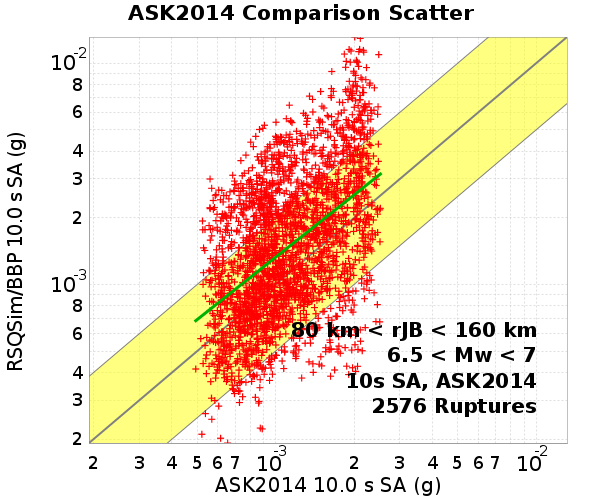 ASK2014 Comparison Scatter
RSQSim/BBP 10.0 s SA (g)
10-2
8
6
4
3
2
10-3
8
6
4
3
2
80 km < rJB < 160 km
6.5 < Mw < 7
10s SA, ASK2014
2576 Ruptures
2 3 4 5 6 7 10-3 2 3 4 5 6 7 10-2
ASK2014 10.0 s SA (g)